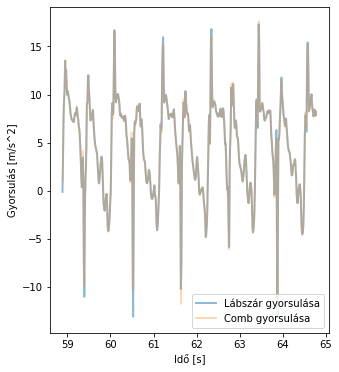 Gyorsulás [m/s^2]
15
10
5
0
−5
−10
Lábszár gyorsulása
Comb gyorsulása
59 60 61 62 63 64 65
Idő [s]